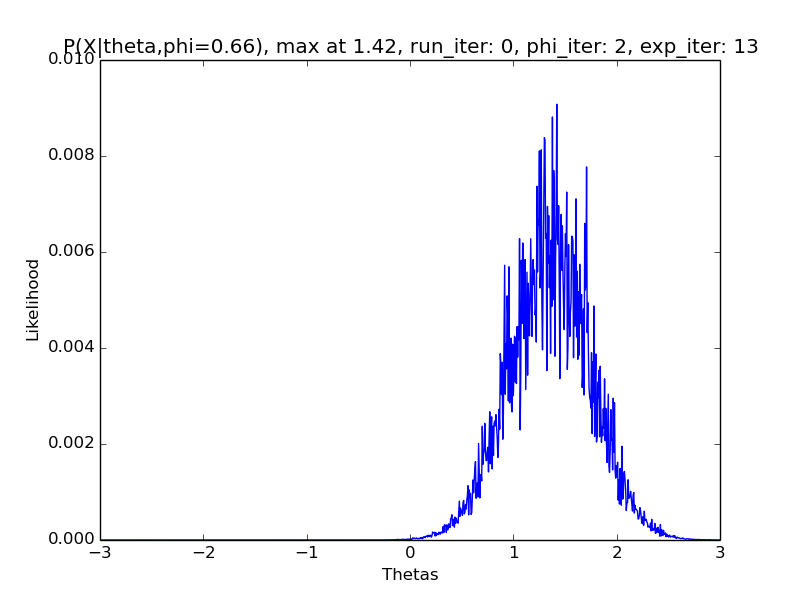 P(X|theta,phi=0.66), max at 1.42, run_iter: 0, phi_iter: 2, exp_iter: 13
0.010
0.008
0.006
0.004
0.002
0.000
Likelihood
−3 −2 −1 0 1 2 3
Thetas